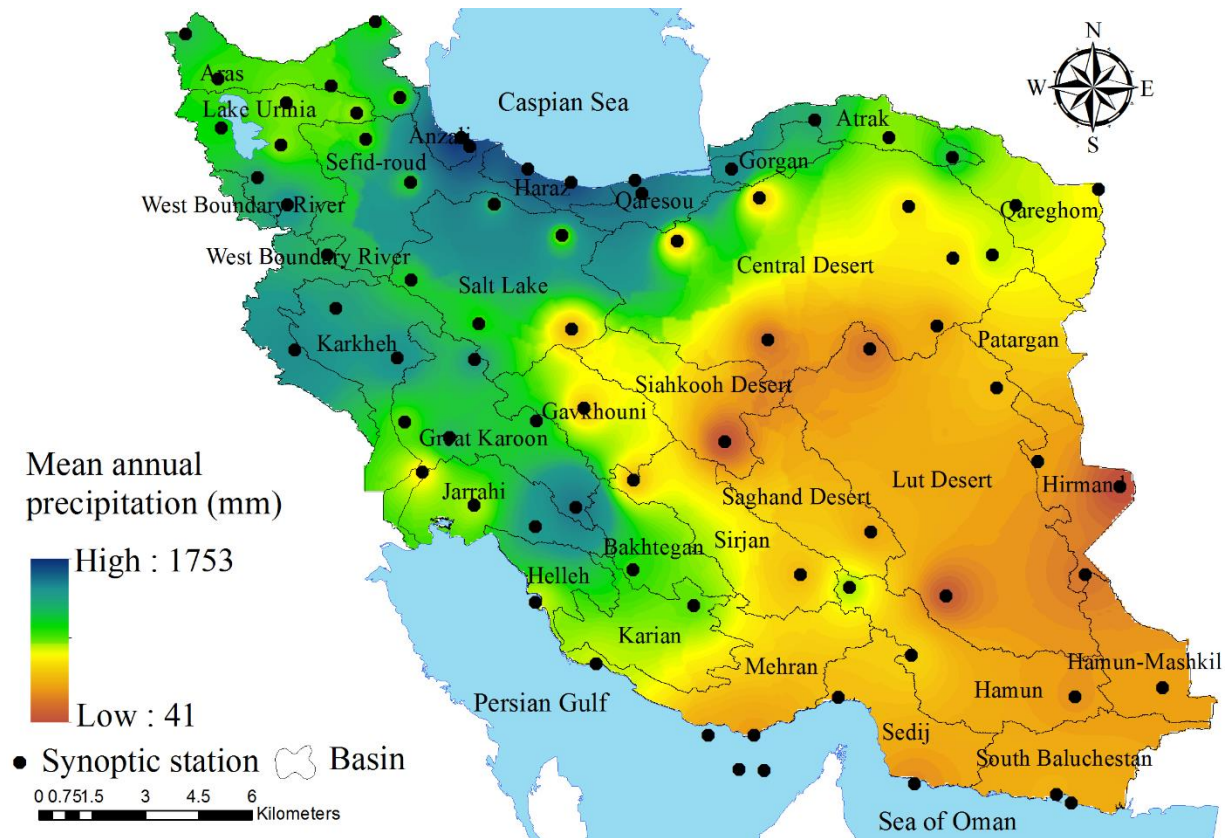 N
W E
S
Caspian Sea
Aras
Lake Urmia
Anzali
Atrak
Sefid-roud
Gorgan
Haraz
Qaresou
West Boundary River
Qareghom
West Boundary River
Central Desert
Salt Lake
Karkheh
Patargan
Siahkooh Desert
Gavkhouni
Great Karoon
Jarrahi
Saghand Desert
Lut Desert
Hirmand
Sirjan
Bakhtegan
Helleh
Karian
Mehran
Hamun-Mashkil
Hamun
Persian Gulf
Sedij
South Baluchestan
Sea of Oman
Mean annual
precipitation (mm)
High : 1753
Low : 41
Synoptic station Basin
0 0.751.5 3 4.5 6
Kilometers